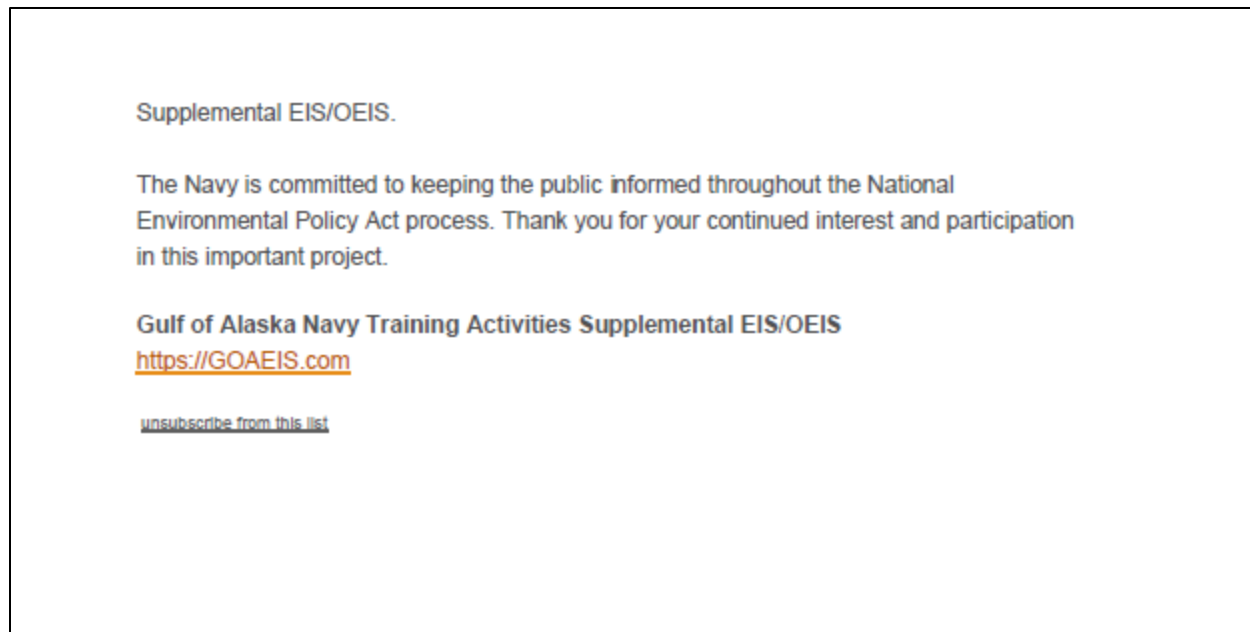 Supplemental EIS/OEIS.
The Navy is committed to keeping the public informed throughout the National
Environmental Policy Act process. Thank you for your continued interest and participation
in this important project.
Gulf of Alaska Navy Training Activities Supplemental EIS/OEIS
https://GOAEIS.com
unsubscribe from this list